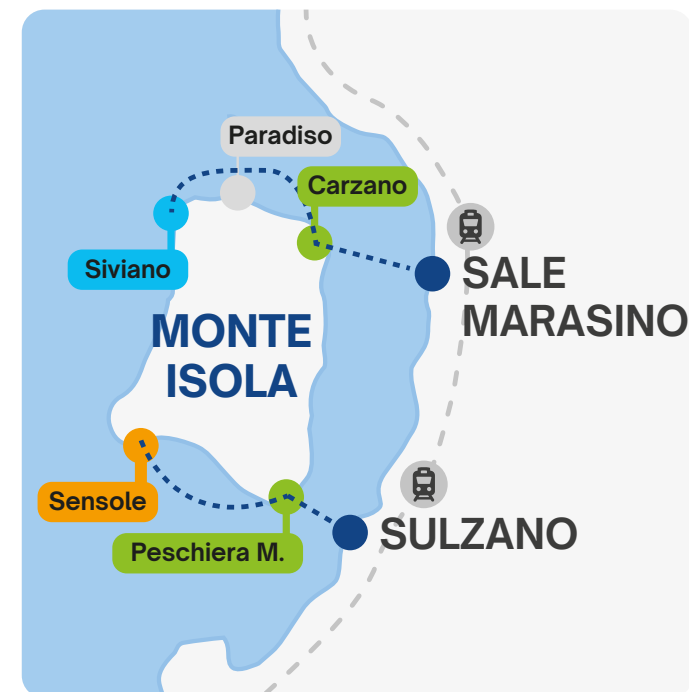 Paradiso
Carzano
Siviano
SALE
MARASINO
MONTE
ISOLA
Sensole
SULZANO
Peschiera M.